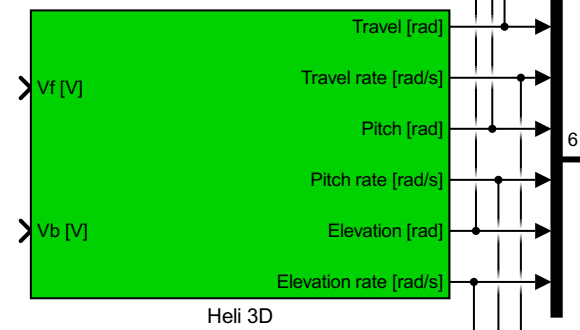 Travel [rad]
Travel rate [rad/s]
Vf [V]
Pitch [rad]
6
Pitch rate [rad/s]
Vb [V]
Elevation [rad]
Elevation rate [rad/s]
Heli 3D